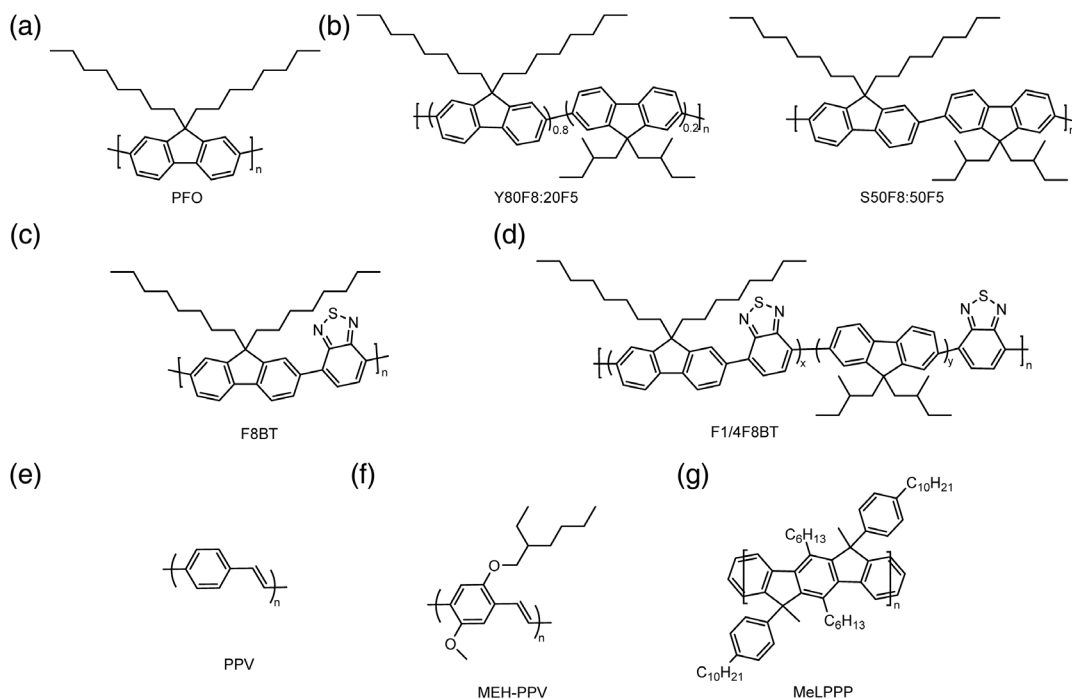 (a)
n
PFO
(b)
0.8
0.2
n
Y80F8:20F5
n
S50F8:50F5
(c)
S
N
N
n
F8BT
(d)
S
N
N
x
y
S
N
N
n
F1/4F8BT
(e)
n
PPV
(f)
O
O
n
MEH-PPV
(g)
C10H21
C6H13
n
C6H13
C10H21
MeLPPP